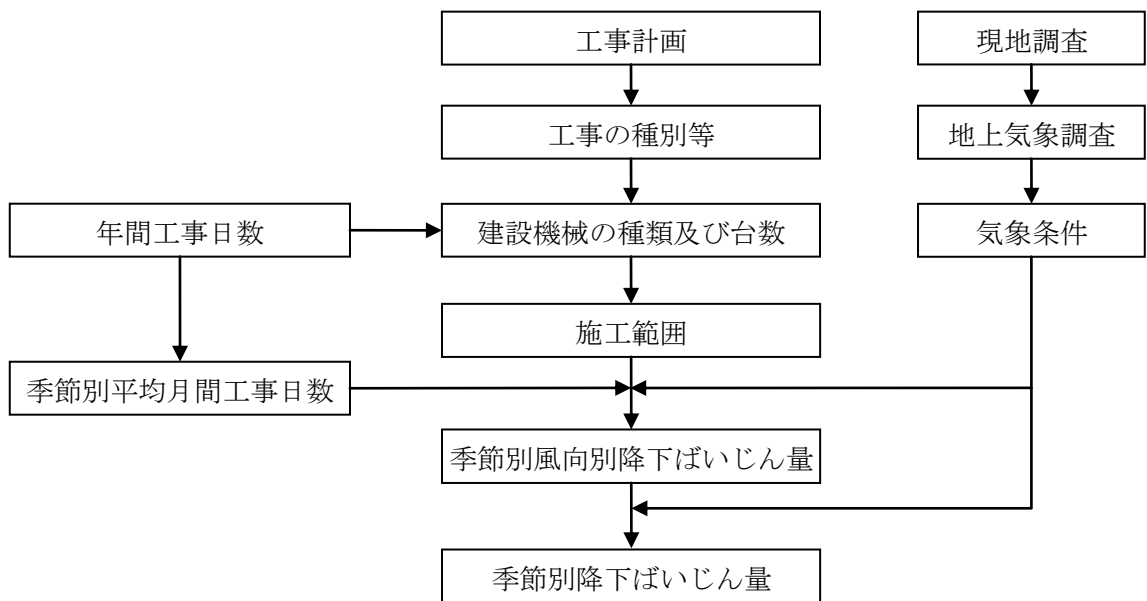 工事計画
現地調査
工事の種別等
地上気象調査
年間工事日数
建設機械の種類及び台数
気象条件
施工範囲
季節別平均月間工事日数
季節別風向別降下ばいじん量
季節別降下ばいじん量